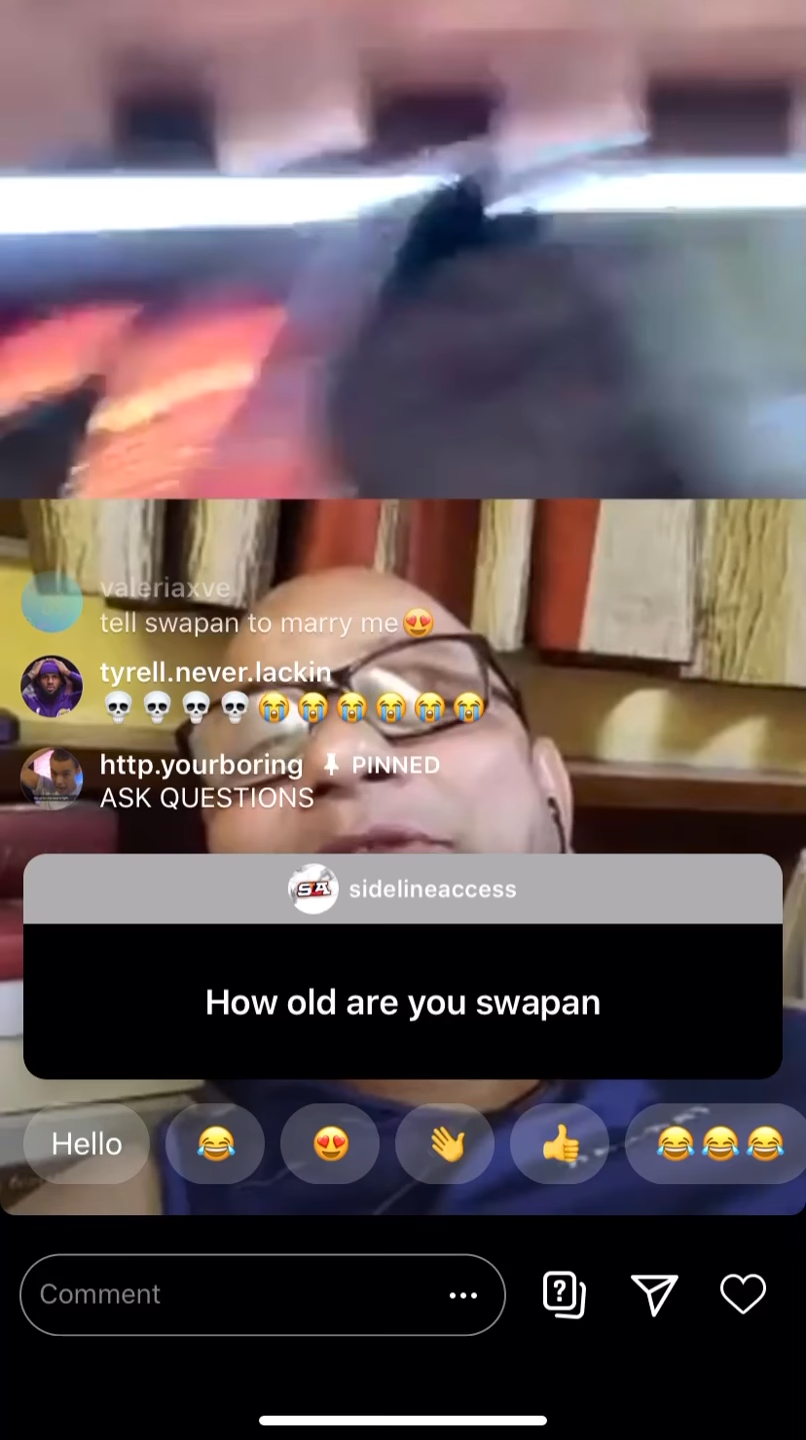 valeriaxve
tell swapan to marry me😍
tyrell.never.lackin
💀💀💀💀😭😭😭😭😭😭
http.yourboring PINNED
ASK QUESTIONS
SA sidelineaccess
How old are you swapan
Hello 😂 😍 👋 👍 😂😂😂
Comment